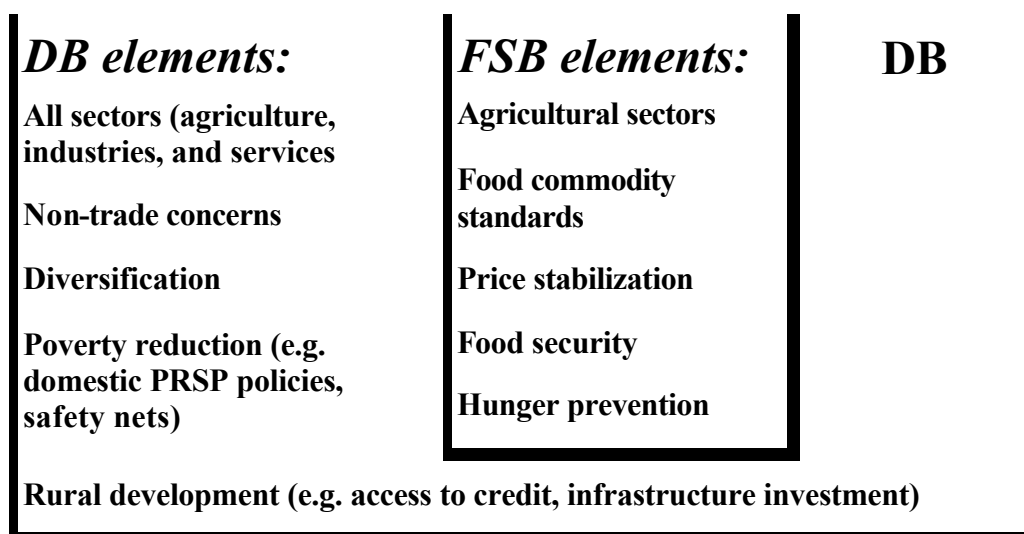 DB elements:
All sectors (agriculture,
industries, and services
Non-trade concerns
Diversification
Poverty reduction (e.g.
domestic PRSP policies,
safety nets)
FSB elements:
Agricultural sectors
Food commodity
standards
Price stabilization
Food security
Hunger prevention
DB
Rural development (e.g. access to credit, infrastructure investment)